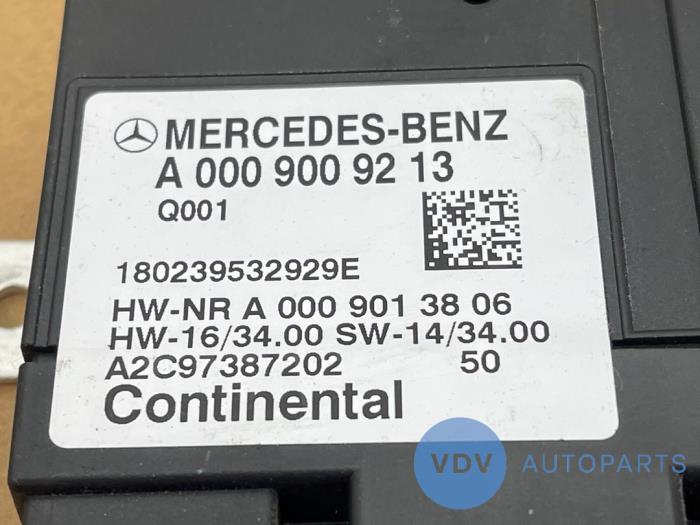 MERCEDES-BENZ
A 000 900 92 13
Q001
180239532929E
HW-NR A 000 901 38 06
HW-16/34.00 SW-14/34.00
A2C97387202 50
Continental
VDV AUTOPARTS